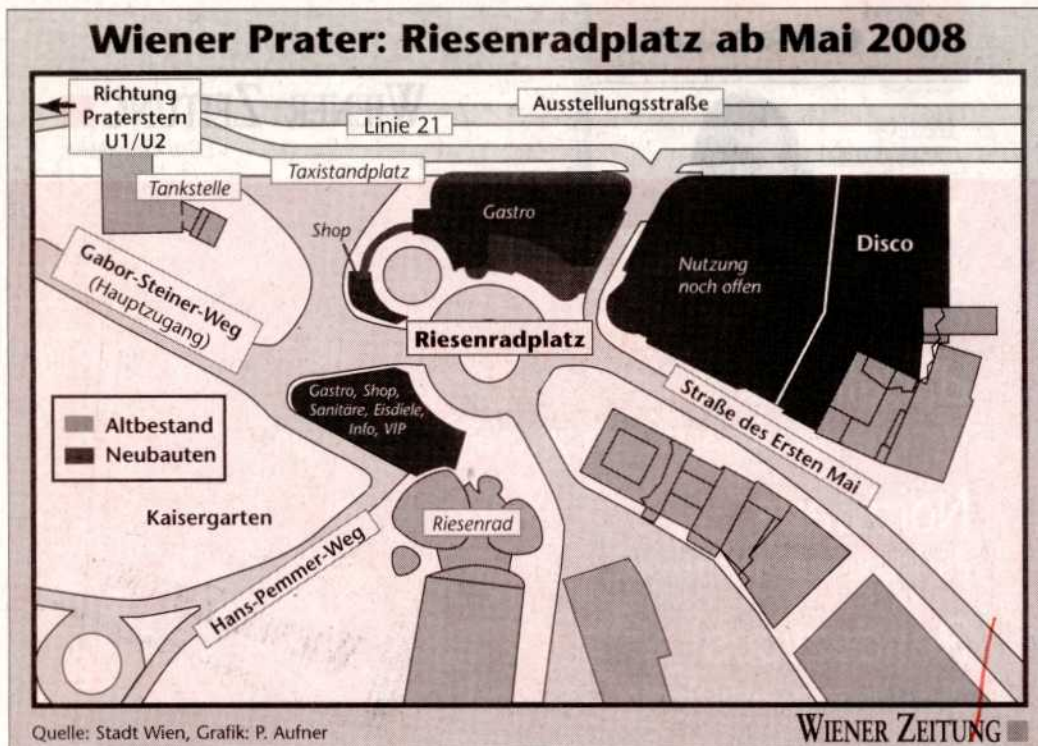 Wiener Prater: Riesenradplatz ab Mai 2008
Richtung
Praterstern
U1/U2
Ausstellungsstraße
Linie 21
Taxistandplatz
Tankstelle
Shop
Gastro
Disco
Nutzung
noch offen
Gabor-Steiner-Weg
(Hauptzugang)
Riesenradplatz
Gastro, Shop,
Sanitäre, Eisdiele,
Info, VIP
Straße des Ersten Mai
Altbestand
Neubauten
Kaisergarten
Riesenrad
Hans-Pemmer-Weg
Quelle: Stadt Wien, Grafik: P. Aufner
WIENER ZEITUNG